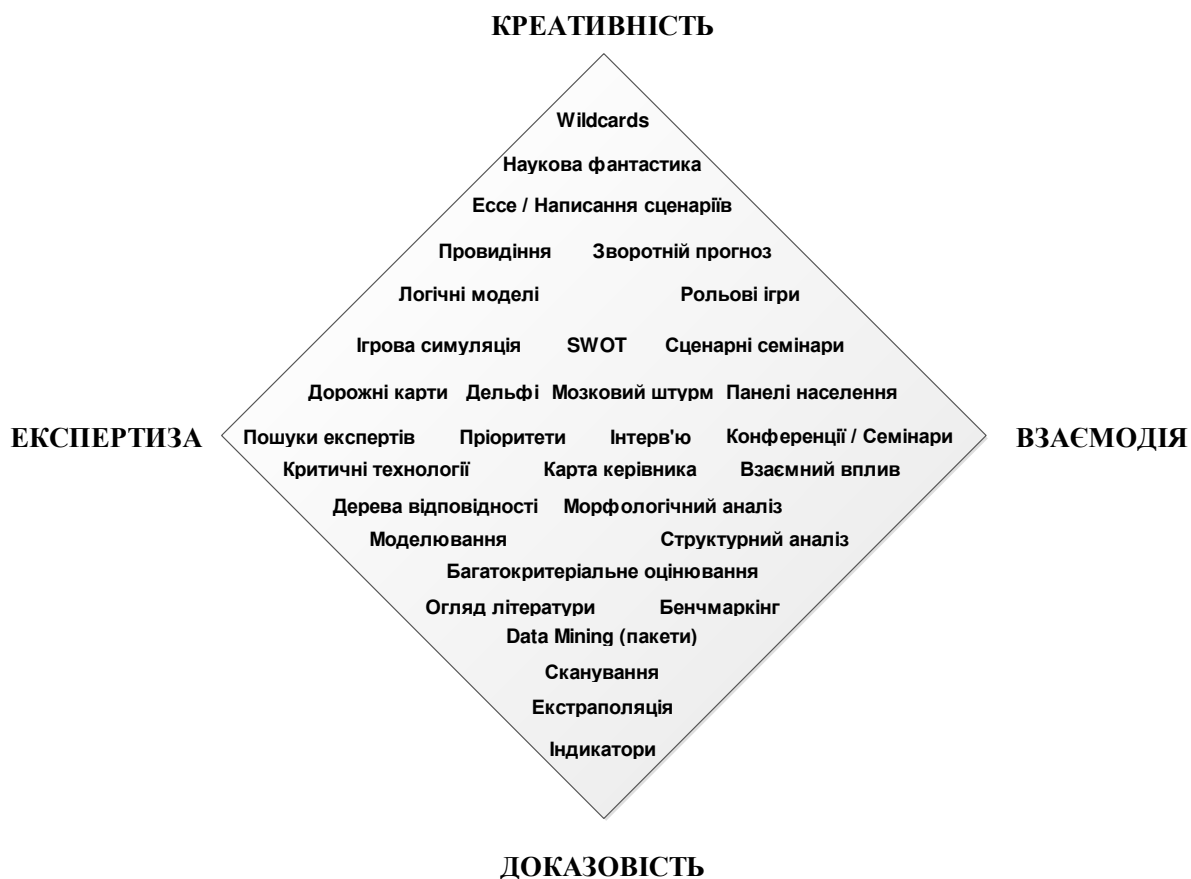 КРЕАТИВНІСТЬ
Wildcards
Наукова фантастика
Ессе / Написання сценаріїв
Провидіння Зворотній прогноз
Логічні моделі Рольові ігри
Ігрова симуляція SWOT Сценарні семінари
Дорожні карти Дельфі Мозковий штурм Панелі населення
ЕКСПЕРТИЗА Пошуки експертів Пріоритети Інтерв'ю Конференції / Семінари ВЗАЄМОДІЯ
Критичні технології Карта керівника Взаємний вплив
Дерева відповідності Морфологічний аналіз
Моделювання Структурний аналіз
Багатокритеріальне оцінювання
Огляд літератури Бенчмаркінг
Data Mining (пакети)
Сканування
Екстраполяція
Індикатори
ДОКАЗОВІСТЬ